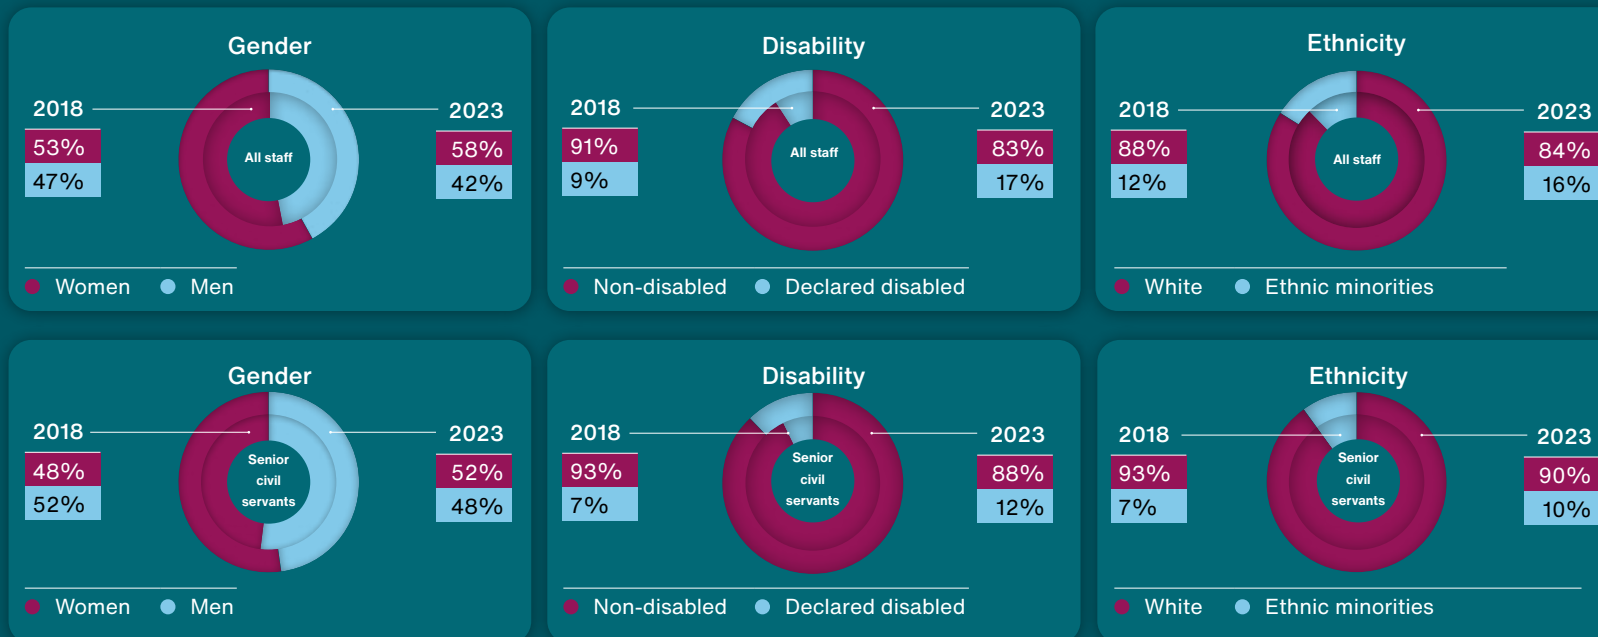 Gender
2018
53%
47%
All staff
2023
58%
42%
Women
Men
Disability
2018
91%
9%
All staff
2023
83%
17%
Non-disabled
Declared disabled
Ethnicity
2018
88%
12%
All staff
2023
84%
16%
White
Ethnic minorities
Gender
2018
48%
52%
Senior
civil
servants
2023
52%
48%
Women
Men
Disability
2018
93%
7%
Senior
civil
servants
2023
88%
12%
Non-disabled
Declared disabled
Ethnicity
2018
93%
7%
Senior
civil
servants
2023
90%
10%
White
Ethnic minorities